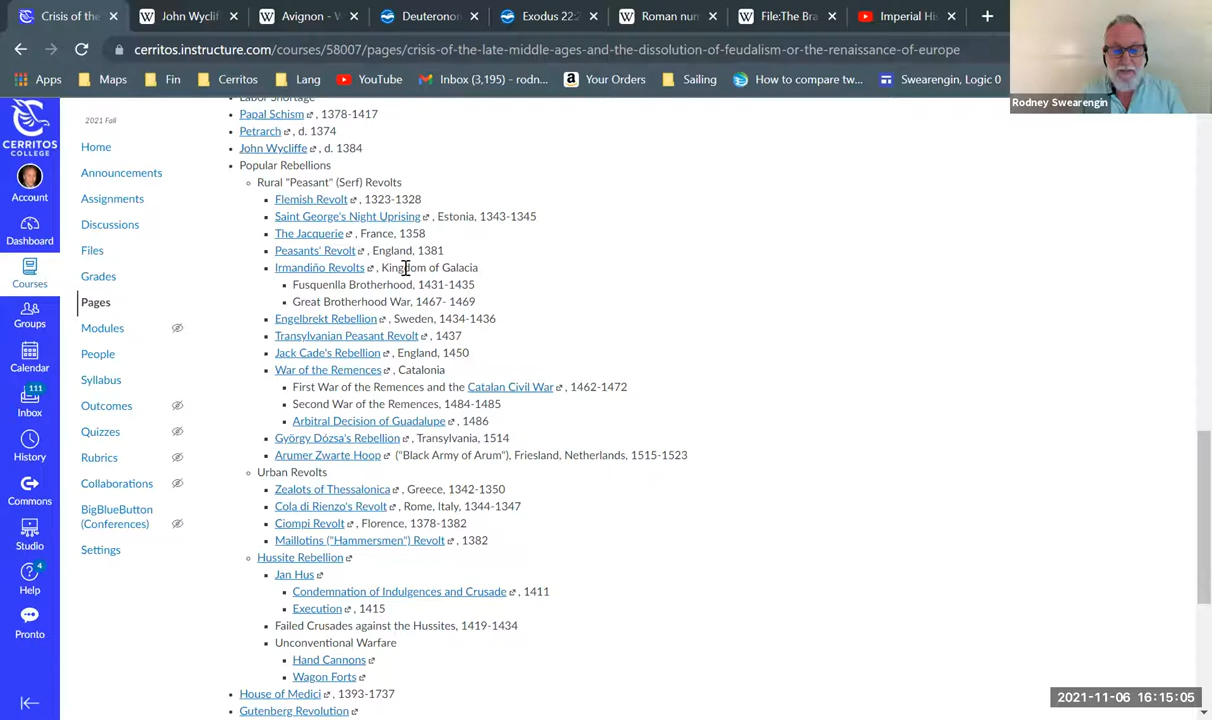 Crisis of the
John Wyclif
Avignon - W
Deuteronom
Exodus 22:2
Roman num
File:The Bra
Imperial His
cerritos.instructure.com/courses/58007/pages/crisis-of-the-late-middle-ages-and-the-dissolution-of-feudalism-or-the-renaissance-of-europe
Apps
Maps
Fin
Cerritos
Lang
YouTube
Inbox (3,195) - rodn...
Your Orders
Sailing
How to compare tw...
Swearengin, Logic 0
Rodney Swearengin
CERRITOS
COLLEGE
Account
Dashboard
Courses
Groups
Calendar
111
Inbox
History
Commons
Studio
4
Help
Pronto
2021 Fall
Home
Announcements
Assignments
Discussions
Files
Grades
Pages
Modules
People
Syllabus
Outcomes
Quizzes
Rubrics
Collaborations
BigBlueButton
(Conferences)
Settings
Labor Shortage
Papal Schism , 1378-1417
Petrarch , d. 1374
John Wycliffe , d. 1384
Popular Rebellions
Rural "Peasant" (Serf) Revolts
Flemish Revolt , 1323-1328
Saint George's Night Uprising , Estonia, 1343-1345
The Jacquerie , France, 1358
Peasants' Revolt , England, 1381
Irmandiño Revolts , Kingdom of Galacia
Fusquenlla Brotherhood, 1431-1435
Great Brotherhood War, 1467- 1469
Engelbrekt Rebellion , Sweden, 1434-1436
Transylvanian Peasant Revolt , 1437
Jack Cade's Rebellion , England, 1450
War of the Remences , Catalonia
First War of the Remences and the Catalan Civil War , 1462-1472
Second War of the Remences, 1484-1485
Arbitral Decision of Guadalupe , 1486
György Dózsa's Rebellion , Transylvania, 1514
Arumer Zwarte Hoop ("Black Army of Arum"), Friesland, Netherlands, 1515-1523
Urban Revolts
Zealots of Thessalonica , Greece, 1342-1350
Cola di Rienzo's Revolt , Rome, Italy, 1344-1347
Ciompi Revolt , Florence, 1378-1382
Maillotins ("Hammersmen") Revolt , 1382
Hussite Rebellion
Jan Hus
Condemnation of Indulgences and Crusade , 1411
Execution , 1415
Failed Crusades against the Hussites, 1419-1434
Unconventional Warfare
Hand Cannons
Wagon Forts
House of Medici , 1393-1737
Gutenberg Revolution
2021-11-06 16:15:05